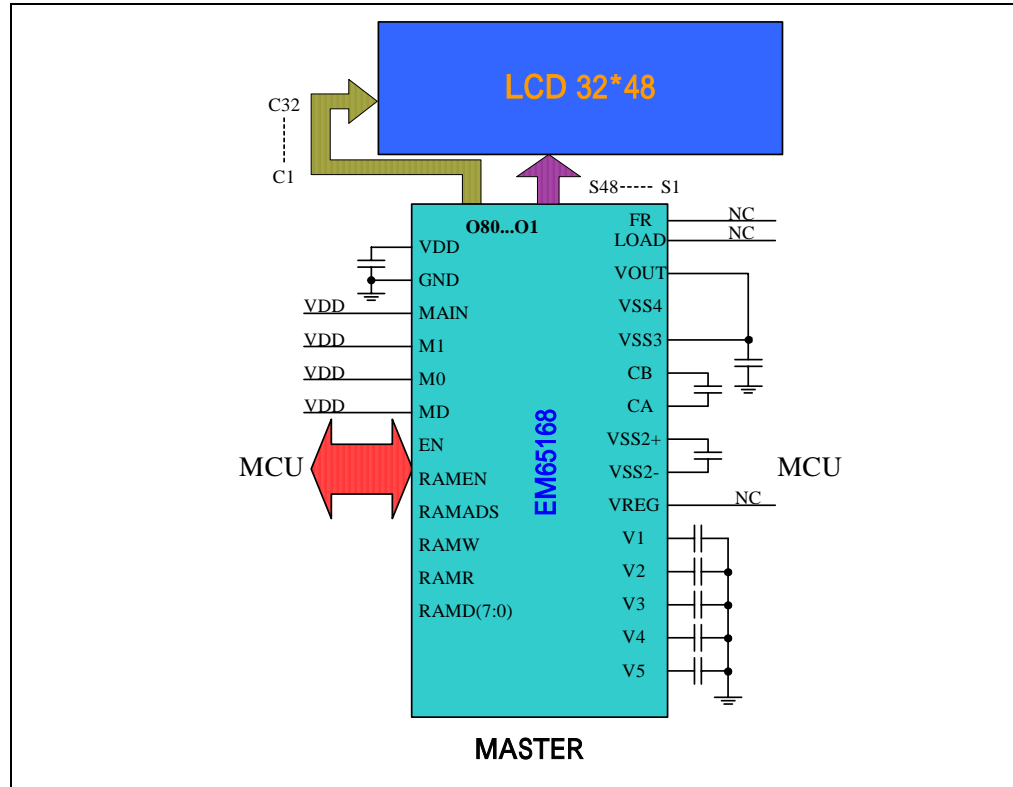 LCD 32*48
C32
C1
S48 ----- S1
O80...O1
VDD
GND
VDD MAIN
VDD M1
VDD M0
VDD MD
MCU
EN
RAMEN
RAMADS
RAMW
RAMR
RAMD(7:0)
EM65168
FR NC
LOAD NC
VOUT
VSS4
VSS3
CB
CA
VSS2+
VSS2-
MCU
VREG NC
V1
V2
V3
V4
V5
MASTER